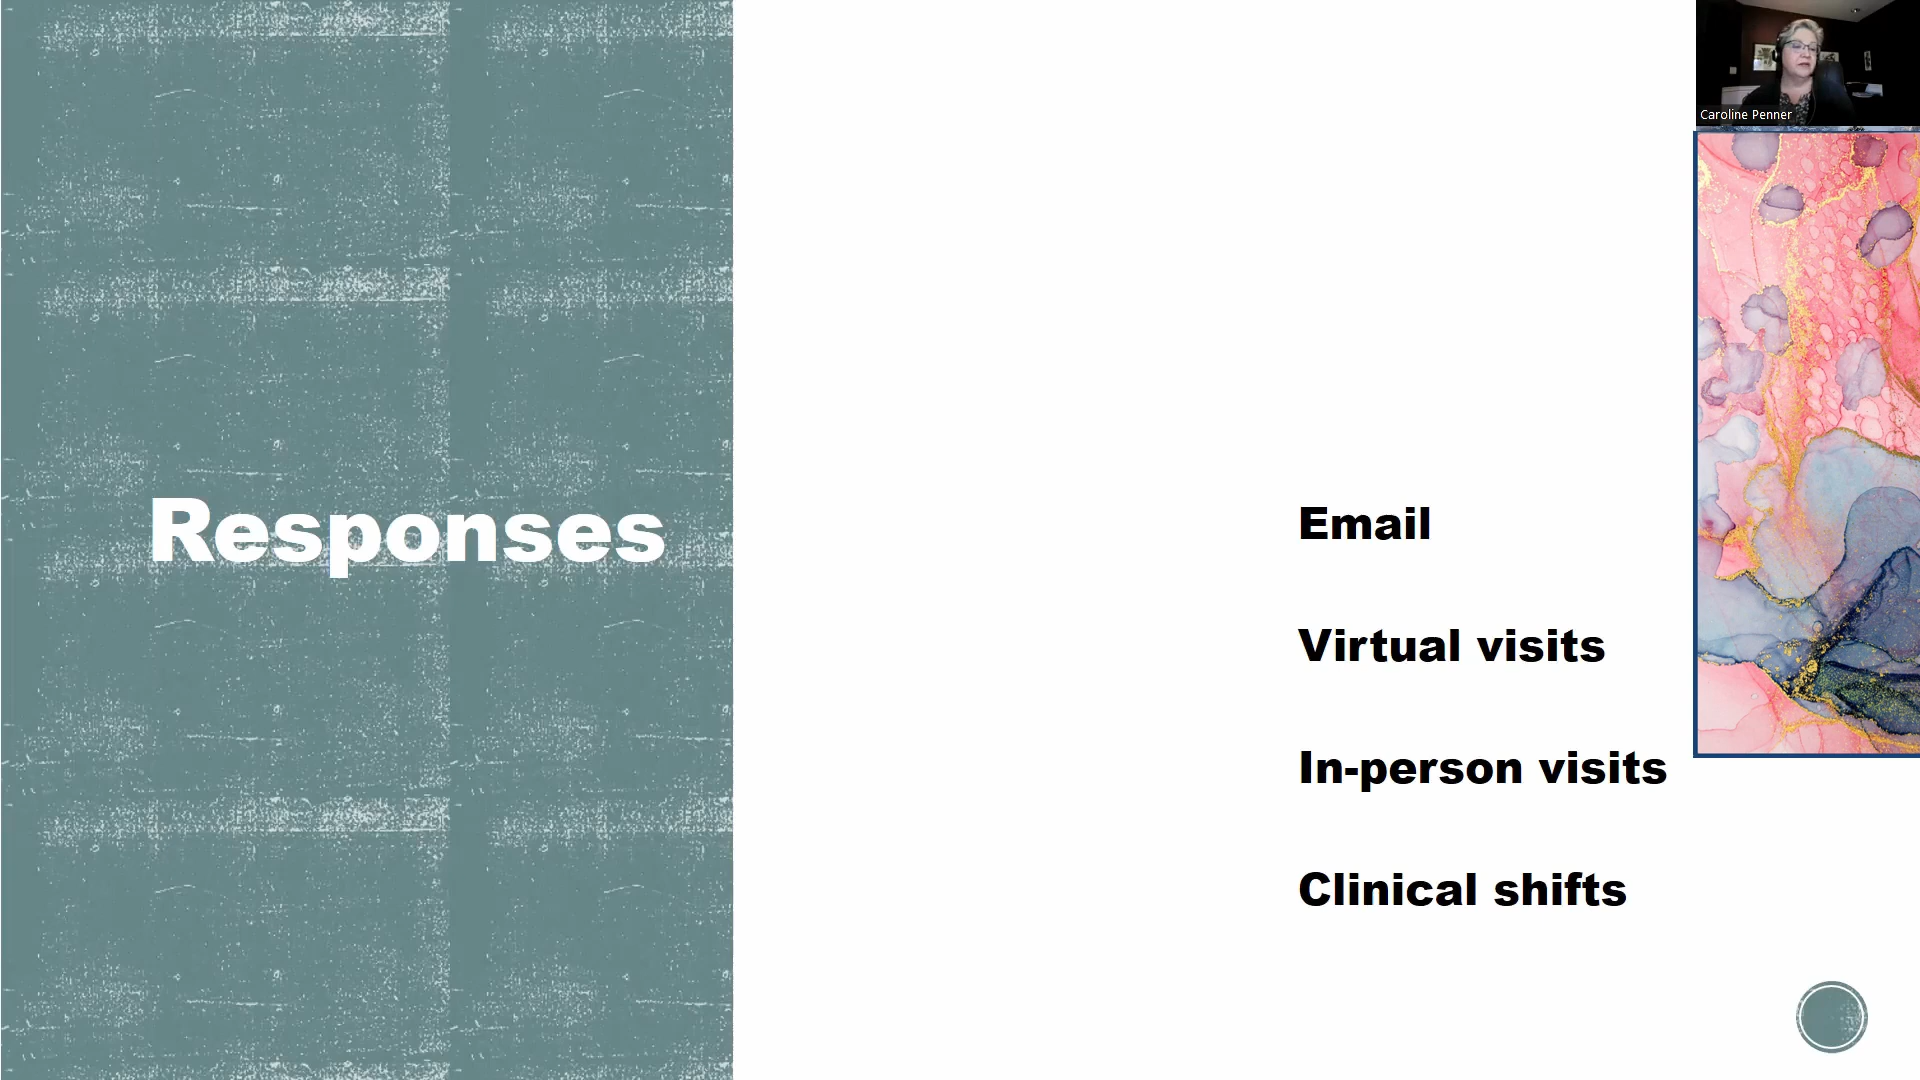 Caroline Penner
Responses
Email
Virtual visits
In-person visits
Clinical shifts